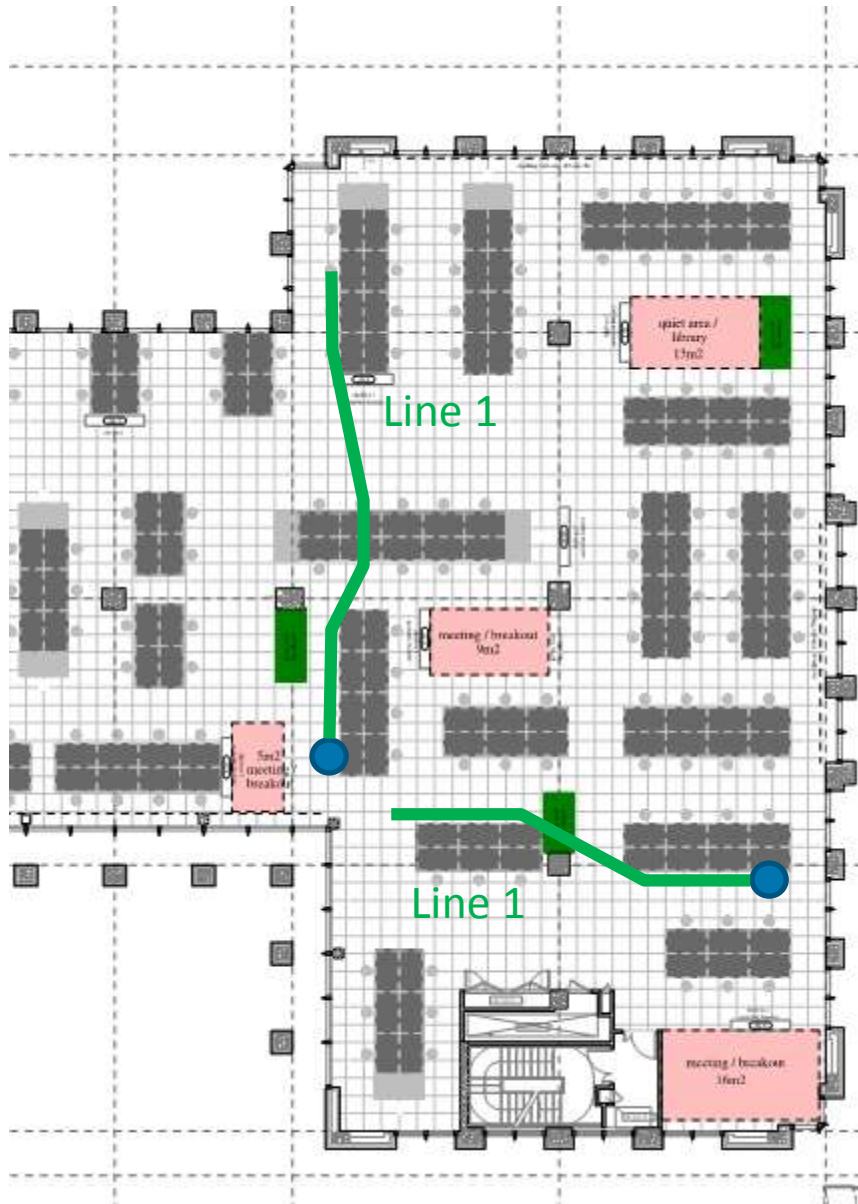 quiet area /
library
15m2
Line 1
meeting / breakout
9m2
5m2
meeting /
breakout
Line 1
meeting / breakout
16m2